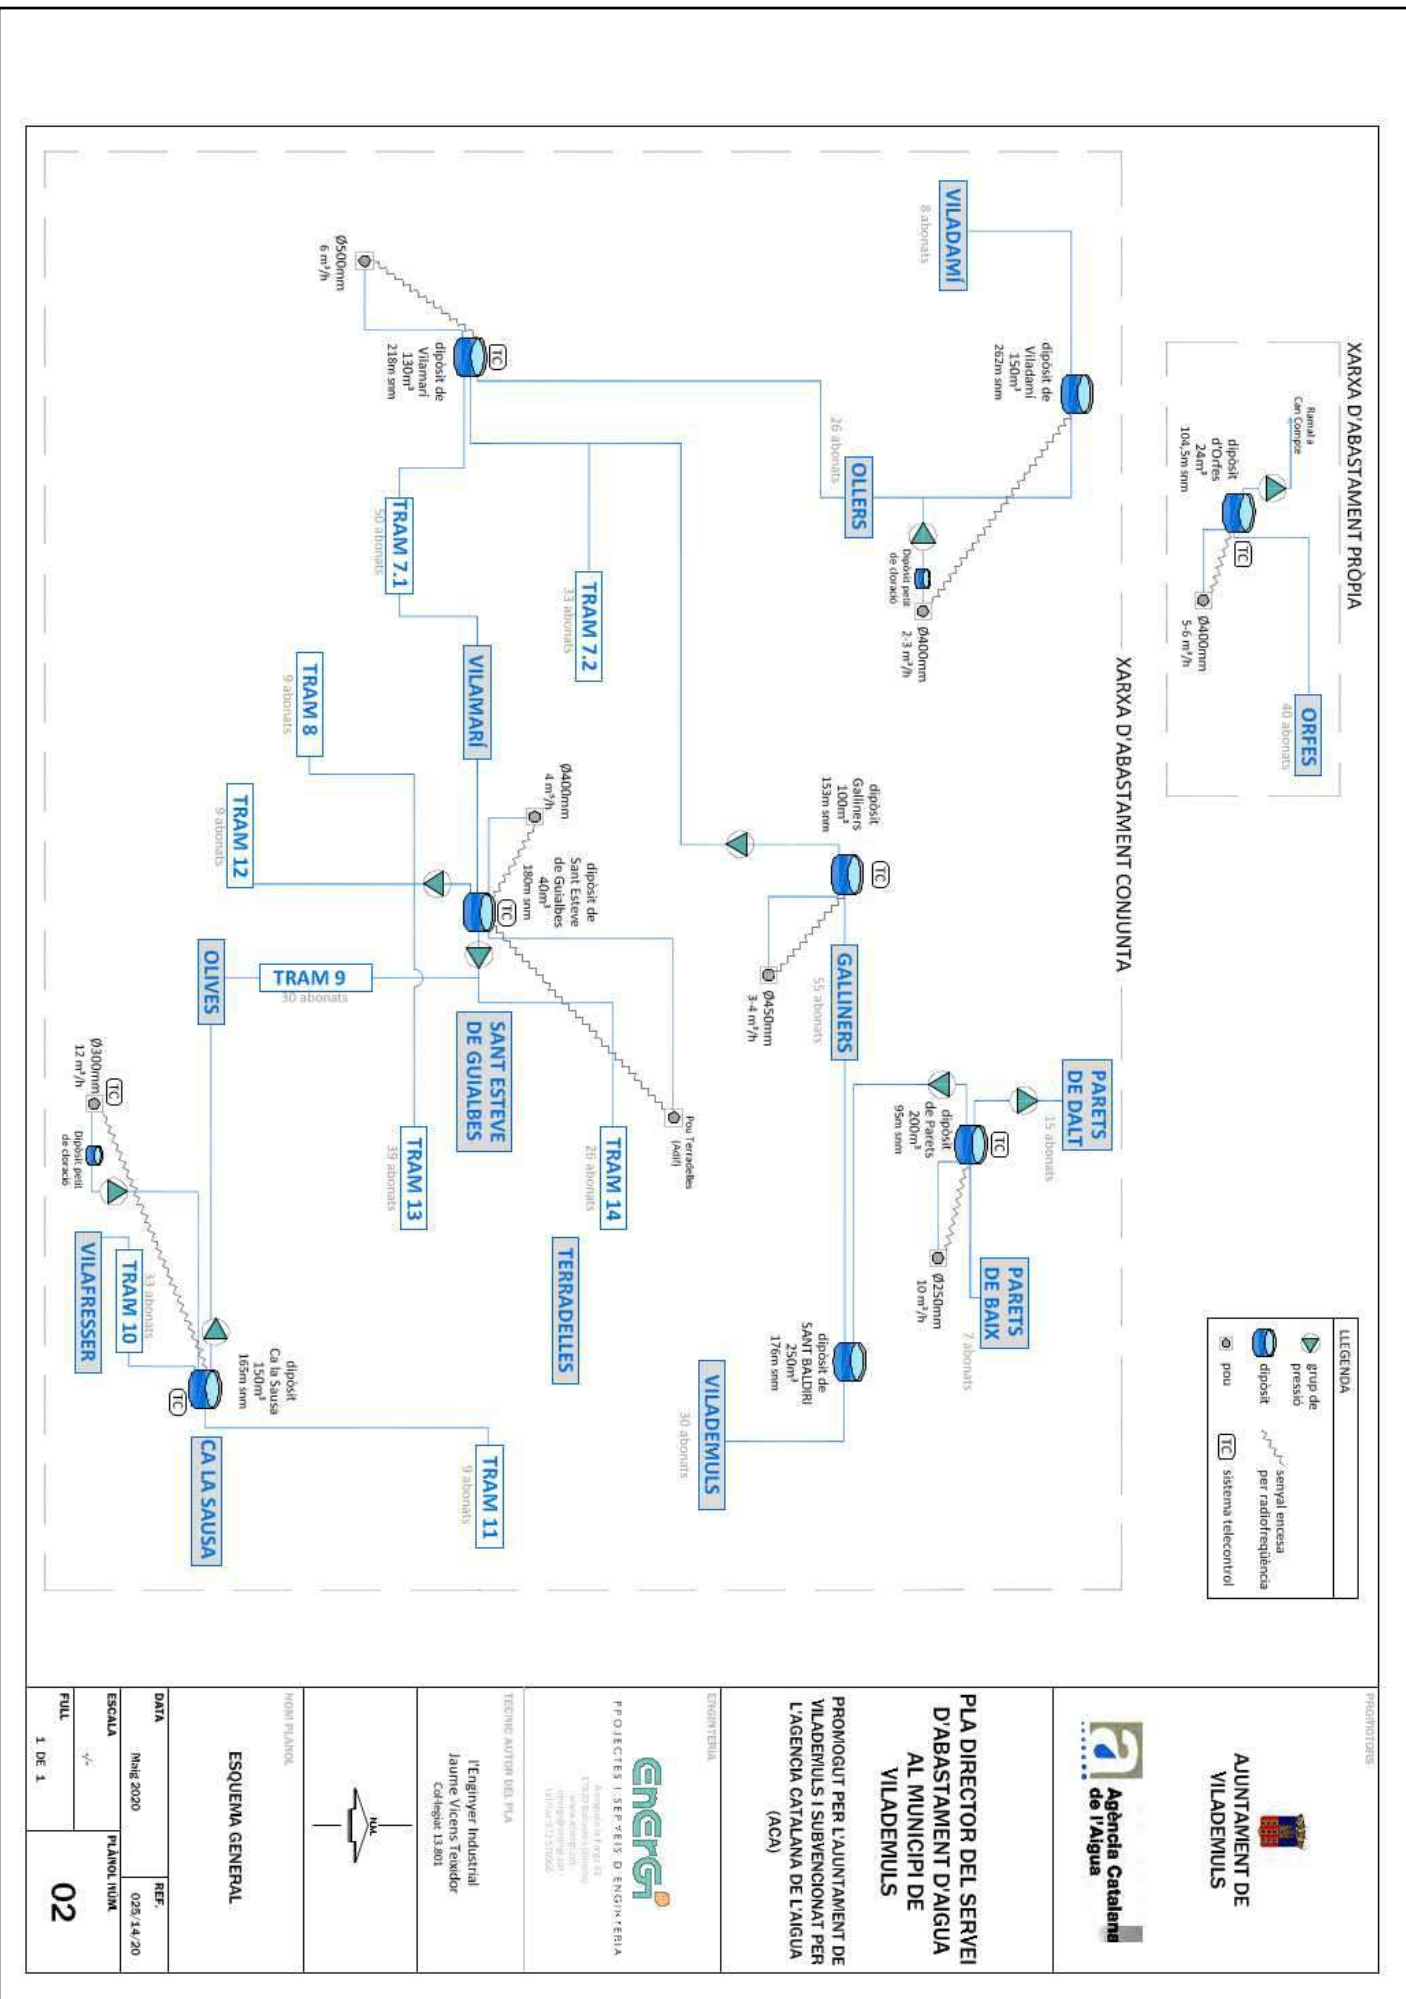 XARXA D'ABASTAMENT PRÒPIA
Ramal a
Can Compte
dipòsit
d'Orfes
24m³
104,5m snm
TC
Ø400mm
5-6 m³/h
ORFES
40 abonats
XARXA D'ABASTAMENT CONJUNTA
VILADAMÍ
8 abonats
dipòsit de
Viladamí
150m³
262m snm
OLLERS
26 abonats
Dipòsit petit
de cloració
Ø400mm
2-3 m³/h
Ø500mm
6 m³/h
TC
dipòsit de
Vilamarí
130m³
218m snm
TRAM 7.1
50 abonats
TRAM 7.2
33 abonats
VILAMARÍ
TRAM 8
9 abonats
TRAM 12
9 abonats
Ø400mm
4 m³/h
dipòsit de
Sant Esteve
de Guialbes
40m³
180m snm
TC
dipòsit
Galliners
100m³
153m snm
TC
Ø450mm
3-4 m³/h
GALLINERS
55 abonats
PARETS
DE DALT
15 abonats
dipòsit
de Parets
200m³
95m snm
TC
Ø250mm
10 m³/h
PARETS
DE BAIX
7 abonats
OLIVES
TRAM 9
30 abonats
SANT ESTEVE
DE GUIALBES
Pou Terradelles
(Adif)
TRAM 13
39 abonats
TRAM 14
26 abonats
TERRADELLES
dipòsit de
SANT BALDIRI
250m³
176m snm
VILADEMULS
30 abonats
Ø300mm
12 m³/h
TC
Dipòsit petit
de cloració
VILAFRESSER
TRAM 10
33 abonats
dipòsit
Ca la Sausa
150m³
165m snm
TC
CA LA SAUSA
TRAM 11
9 abonats
LLEGENDA
grup de
pressió
dipòsit
pou
senyal encesa
per radiofreqüència
TC
sistema telecontrol
PROMOTORS
AJUNTAMENT DE
VILADEMULS
Agència Catalana
de l'Aigua
PLA DIRECTOR DEL SERVEI
D'ABASTAMENT D'AIGUA
AL MUNICIPI DE
VILADEMULS
PROMOGUT PER L'AJUNTAMENT DE
VILADEMULS I SUBVENCIONAT PER
L'AGENCIA CATALANA DE L'AIGUA
(ACA)
ENGINYERIA
enerGi
PROJECTES I SERVEIS D'ENGINYERIA
TECNIC AUTOR DEL PLA
l'Enginyer Industrial
Jaume Vicens Teixidor
Col·legiat 13.801
NOM PLANOL
ESQUEMA GENERAL
DATA
Maig 2020
REF.
025/14/20
ESCALA
-/-
PLÀNOL NÚM.
02
FULL
1 DE 1